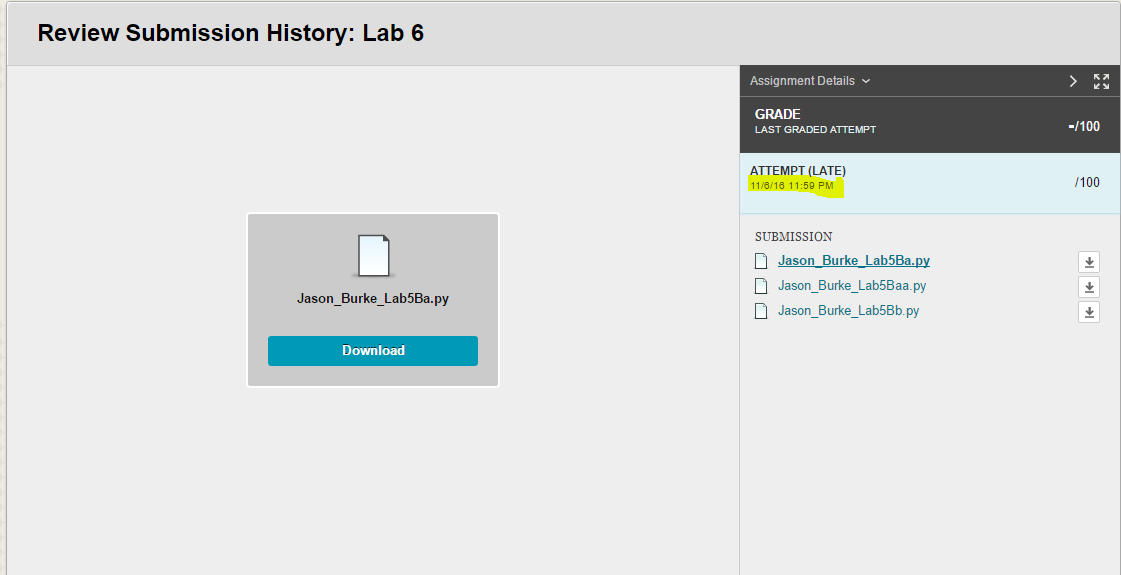 Review Submission History: Lab 6
Jason_Burke_Lab5Ba.py
Download
Assignment Details
GRADE
LAST GRADED ATTEMPT
-/100
ATTEMPT (LATE)
11/6/16 11:59 PM
/100
SUBMISSION
Jason_Burke_Lab5Ba.py
Jason_Burke_Lab5Baa.py
Jason_Burke_Lab5Bb.py